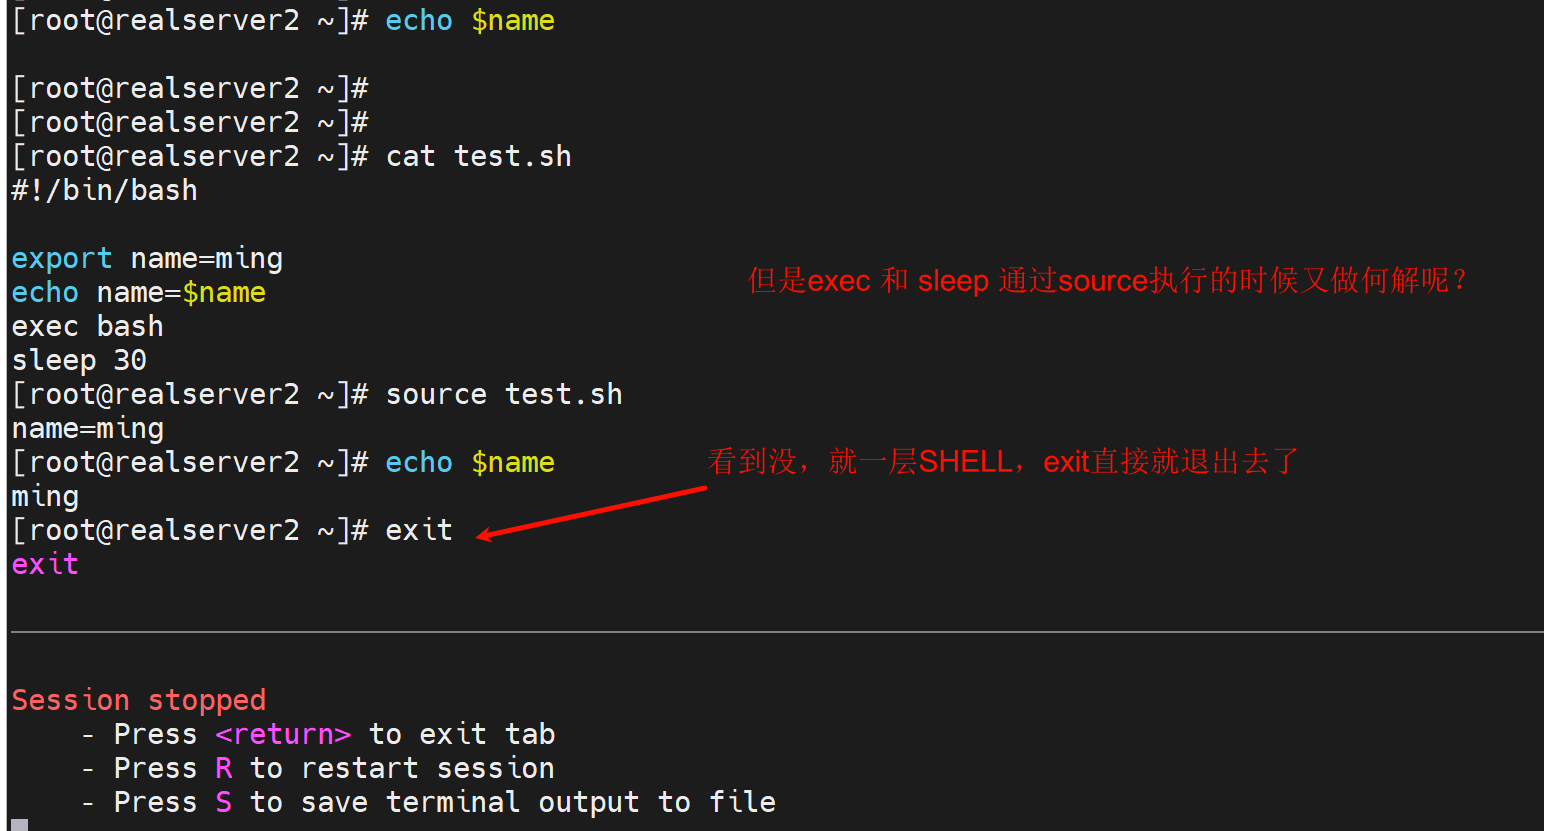 [root@realserver2 ~]# echo $name
[root@realserver2 ~]#
[root@realserver2 ~]#
[root@realserver2 ~]# cat test.sh
#!/bin/bash
export name=ming
但是exec 和 sleep 通过source执行的时候又做何解呢？
echo name=$name
exec bash
sleep 30
[root@realserver2 ~]# source test.sh
name=ming
[root@realserver2 ~]# echo $name
看到没，就一层SHELL，exit直接就退出去了
ming
[root@realserver2 ~]# exit
exit
Session stopped
- Press <return> to exit tab
- Press R to restart session
- Press S to save terminal output to file